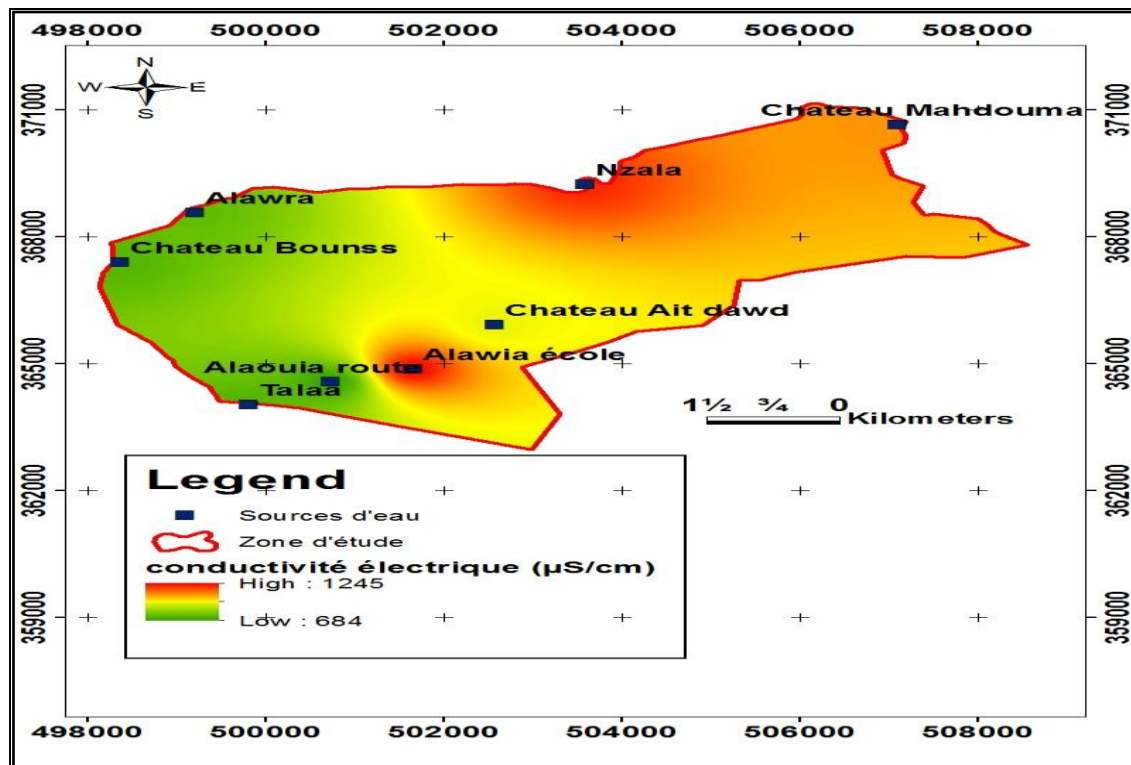 498000 500000 502000 504000 506000 508000
N
W E
S
371000 371000
Chateau Mahdouma
Nzala
Alawra
368000 368000
Chateau Bounss
Chateau Ait dawd
Alawia école
365000 365000
Alaouia route
Talaa
1½ ¾ 0
Kilometers
Legend
362000 362000
Sources d'eau
Zone d'étude
conductivité électrique (µS/cm)
High : 1245
Low : 684
359000 359000
498000 500000 502000 504000 506000 508000